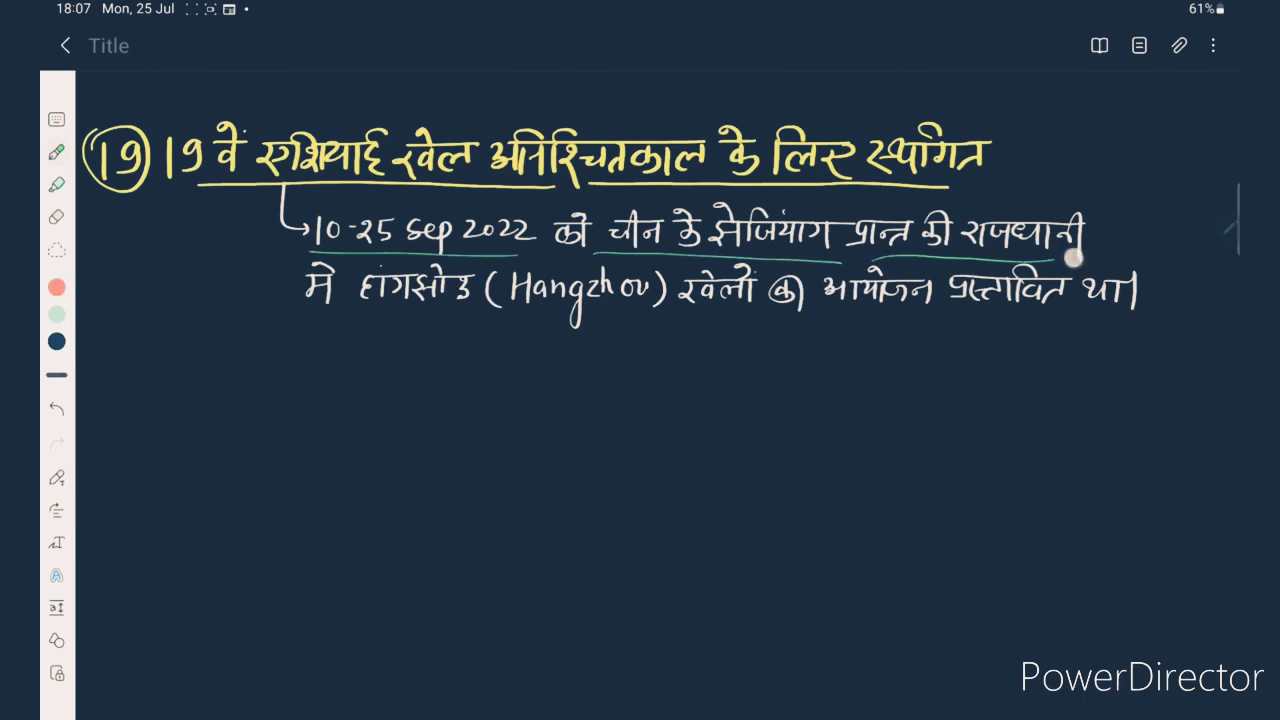 18:07 Mon, 25 Jul
61%
Title
19 19 वें एशियाई खेल अनिश्चितकाल के लिए स्थगित
10-25 Sep 2022 को चीन के झेजियांग प्रान्त की राजधानी
मे हांगझोउ (Hangzhou) खेलों का आयोजन प्रस्तावित था।
PowerDirector